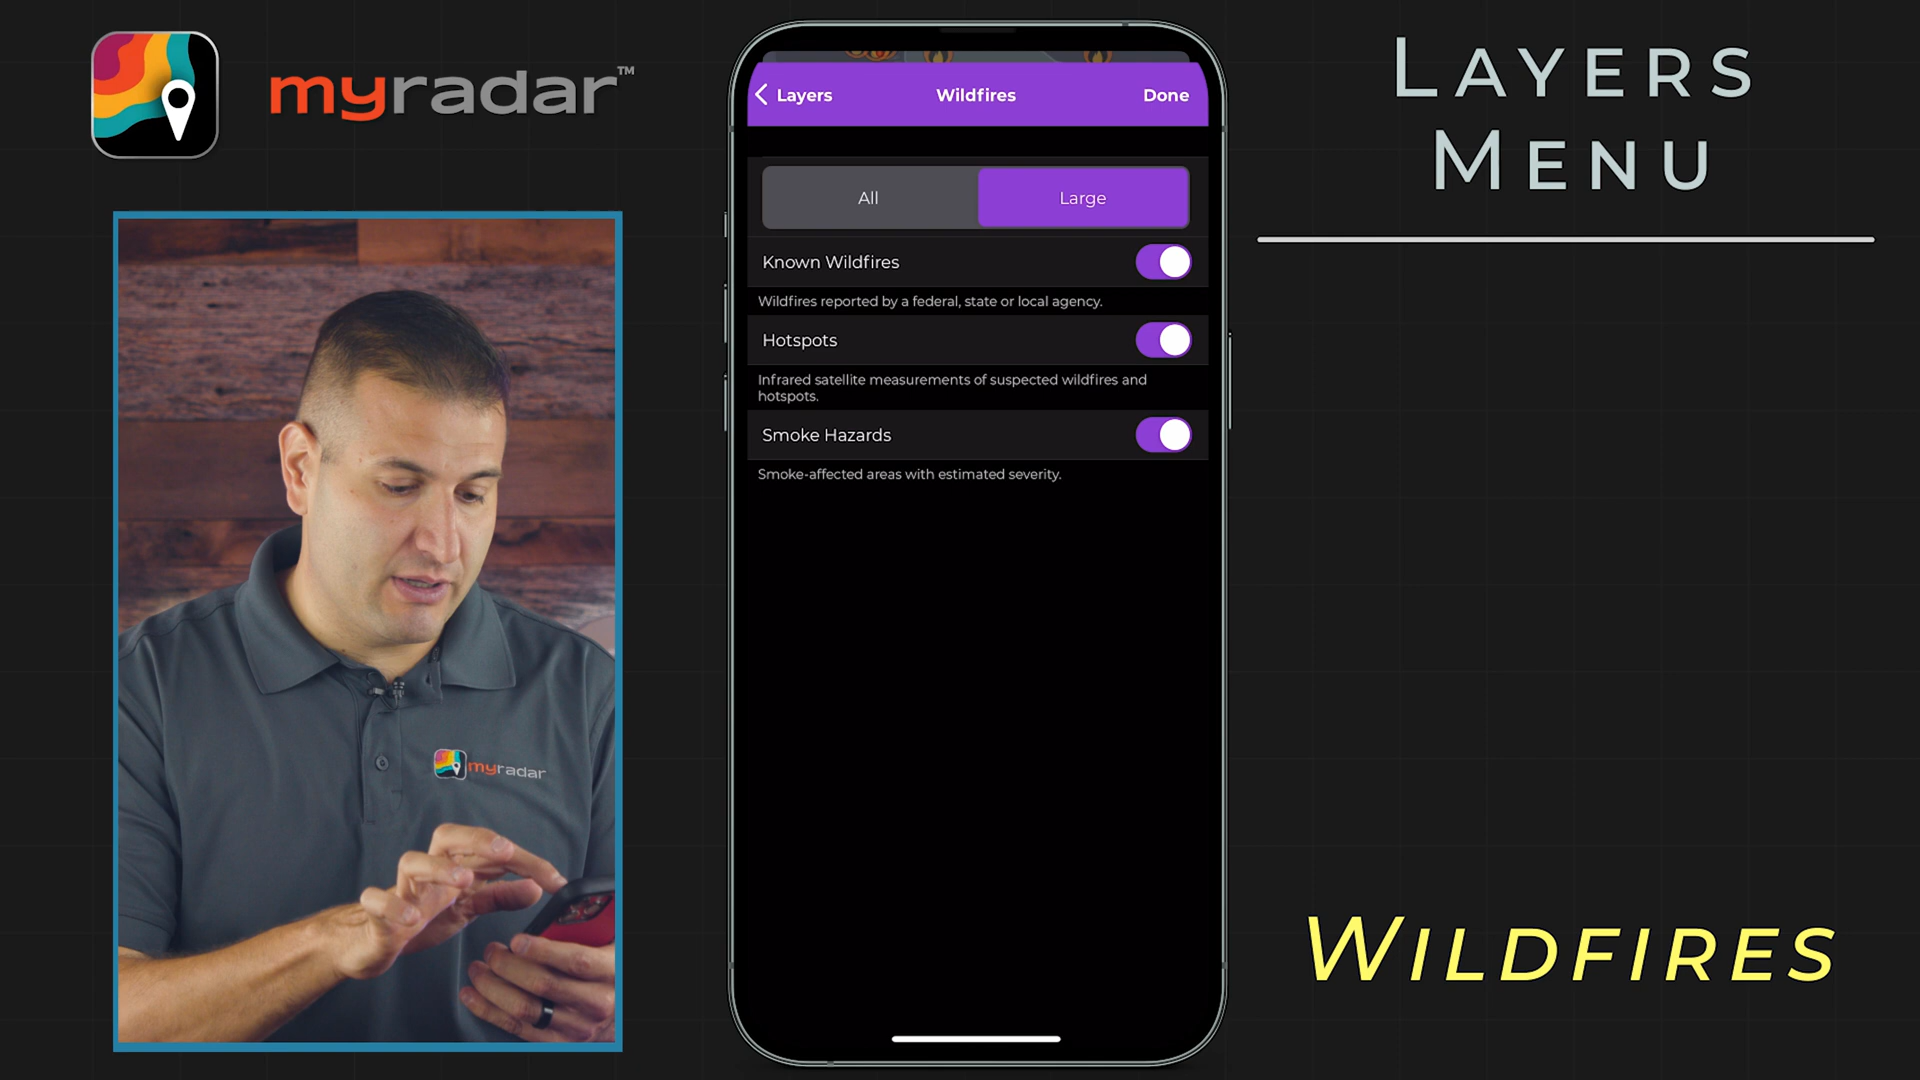 myradar™
LAYERS
MENU
Layers
Wildfires
Done
All
Large
Known Wildfires
Wildfires reported by a federal, state or local agency.
Hotspots
Infrared satellite measurements of suspected wildfires and
hotspots.
Smoke Hazards
Smoke-affected areas with estimated severity.
myradar
WILDFIRES